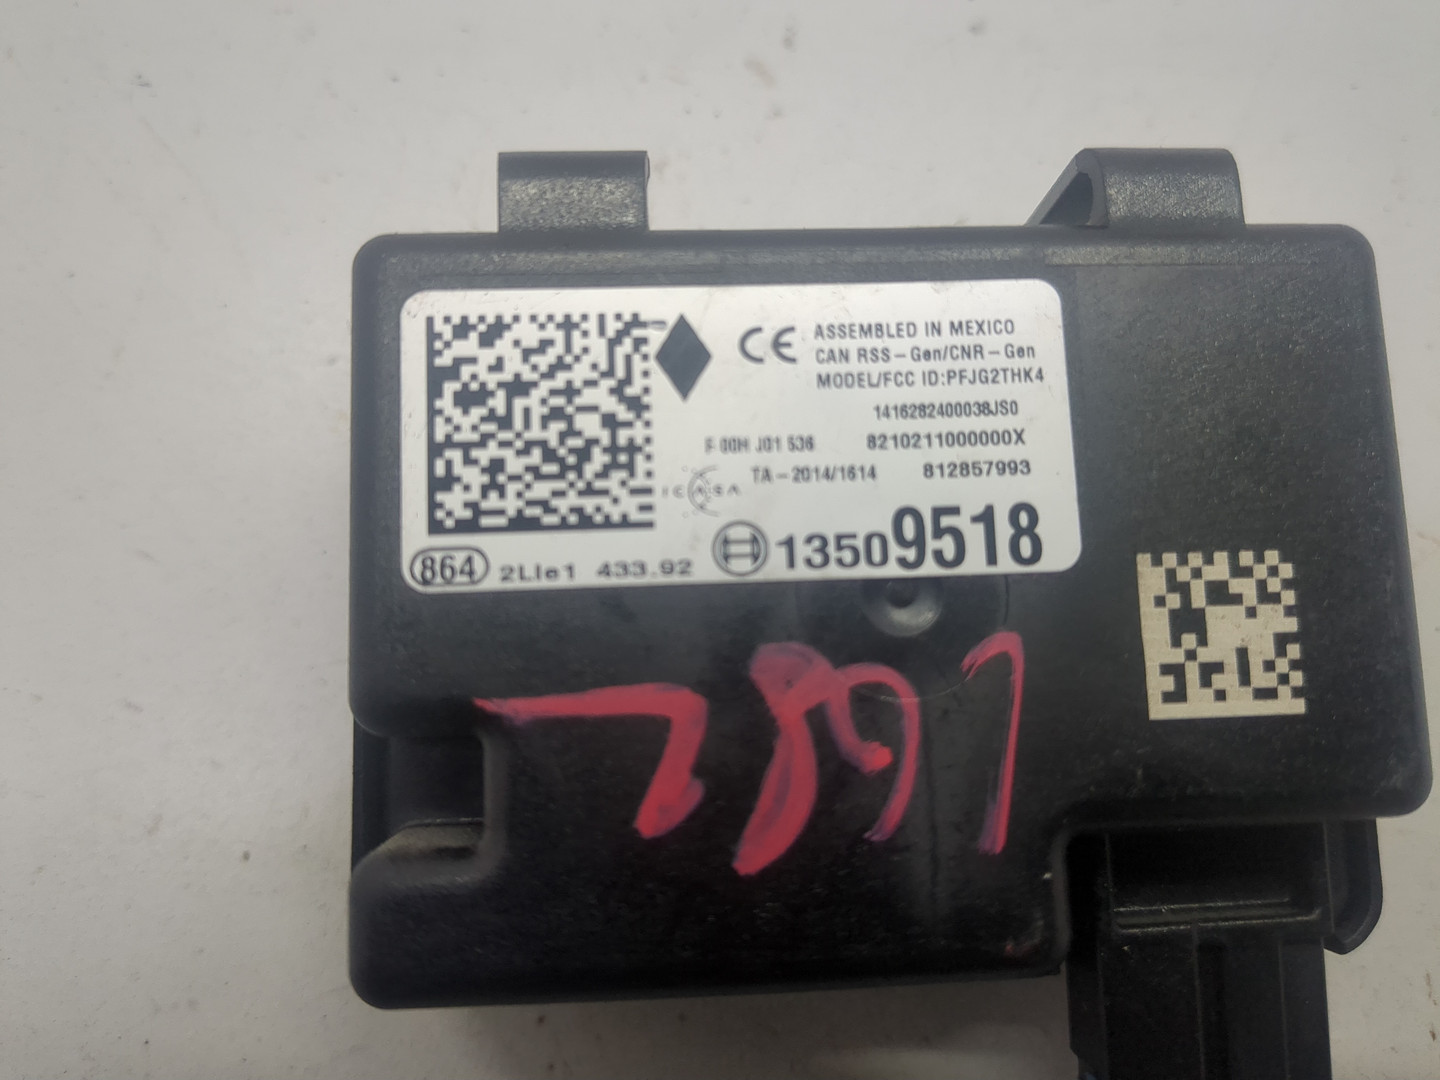 CE ASSEMBLED IN MEXICO
CAN RSS-Gen/CNR-Gen
MODEL/FCC ID:PFJG2THK4
1416282400038JS0
F 00H J01 536 8210211000000X
ICASA TA-2014/1614 812857993
864 2LIe1 433.92 13509518